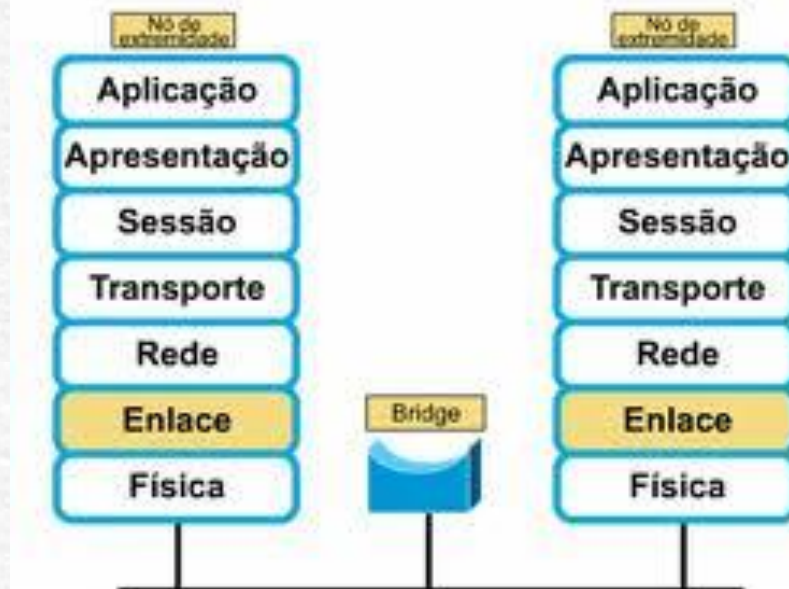 Nó de
extremidade
Aplicação
Apresentação
Sessão
Transporte
Rede
Enlace
Física
Bridge
Nó de
extremidade
Aplicação
Apresentação
Sessão
Transporte
Rede
Enlace
Física